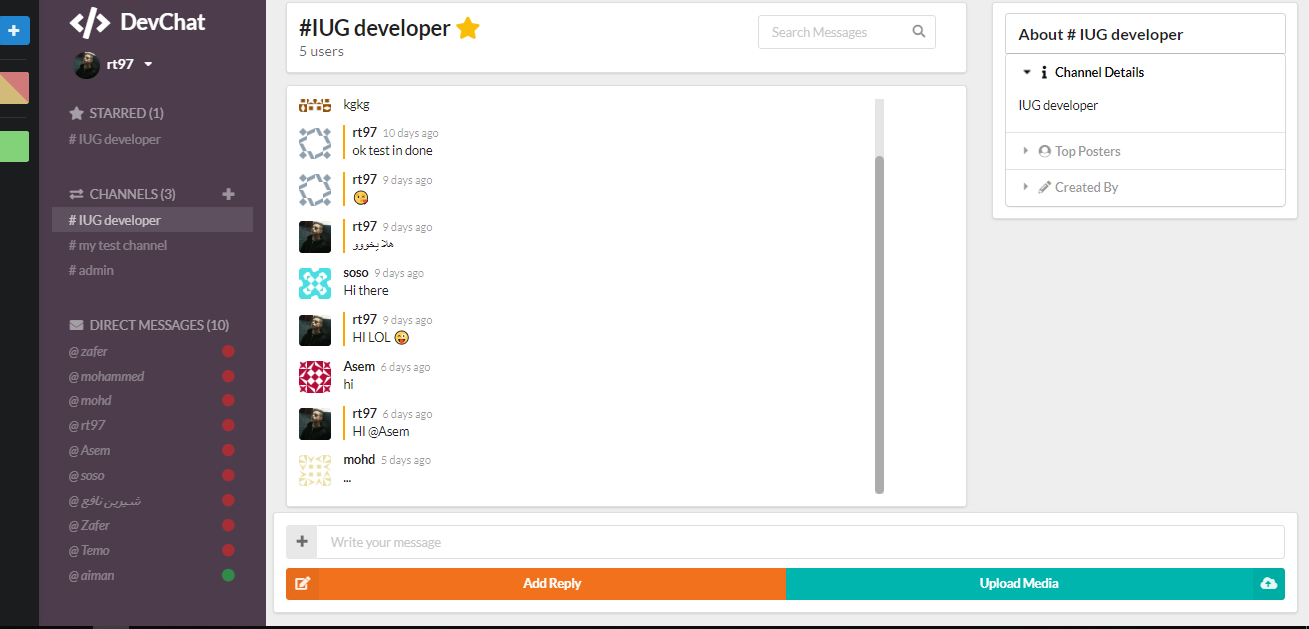 DevChat
rt97
STARRED (1)
# IUG developer
CHANNELS (3)
# IUG developer
# my test channel
# admin
DIRECT MESSAGES (10)
@ zafer
@ mohammed
@ mohd
@ rt97
@ Asem
@ soso
@ شيرين نافع
@ Zafer
@ Temo
@ aiman
#IUG developer
5 users
Search Messages
kgkg
rt97 10 days ago
ok test in done
rt97 9 days ago
😘
rt97 9 days ago
هلا بخووو
soso 9 days ago
Hi there
rt97 9 days ago
HI LOL 😜
Asem 6 days ago
hi
rt97 6 days ago
HI @Asem
mohd 5 days ago
...
Write your message
Add Reply
Upload Media
About # IUG developer
Channel Details
IUG developer
Top Posters
Created By